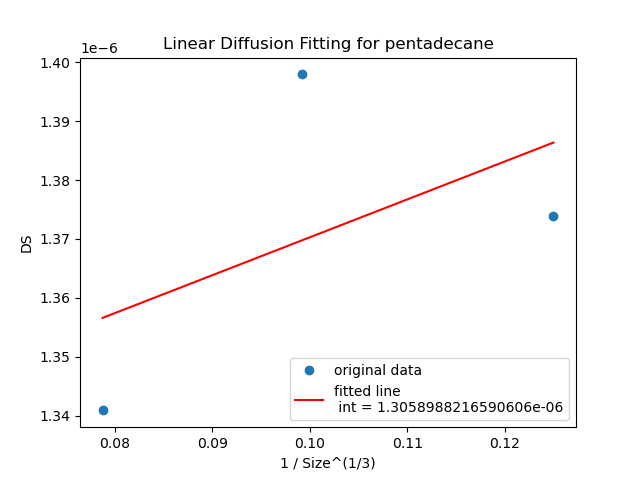 Linear Diffusion Fitting for pentadecane
1e−6
1.40
1.39
1.38
1.37
1.36
1.35
1.34
DS
original data
fitted line
int = 1.3058988216590606e-06
0.08 0.09 0.10 0.11 0.12
1 / Size^(1/3)